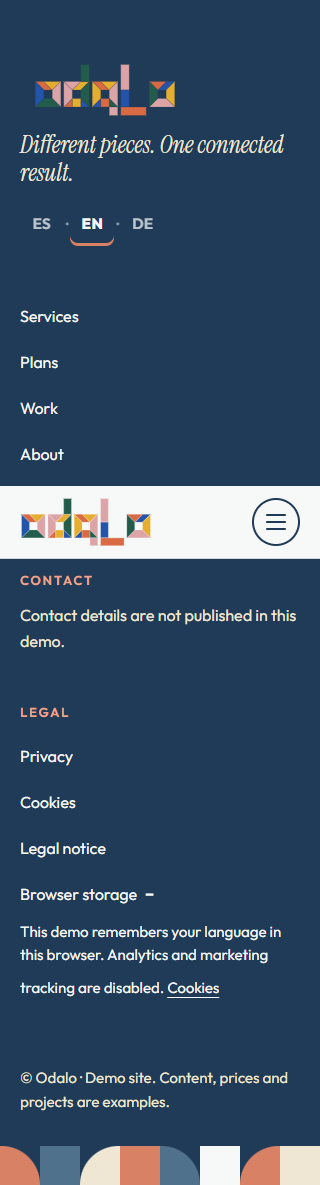 odalo
Different pieces. One connected
result.
ES · EN · DE
Services
Plans
Work
About
odalo
CONTACT
Contact details are not published in this
demo.
LEGAL
Privacy
Cookies
Legal notice
Browser storage –
This demo remembers your language in
this browser. Analytics and marketing
tracking are disabled. Cookies
© Odalo · Demo site. Content, prices and
projects are examples.